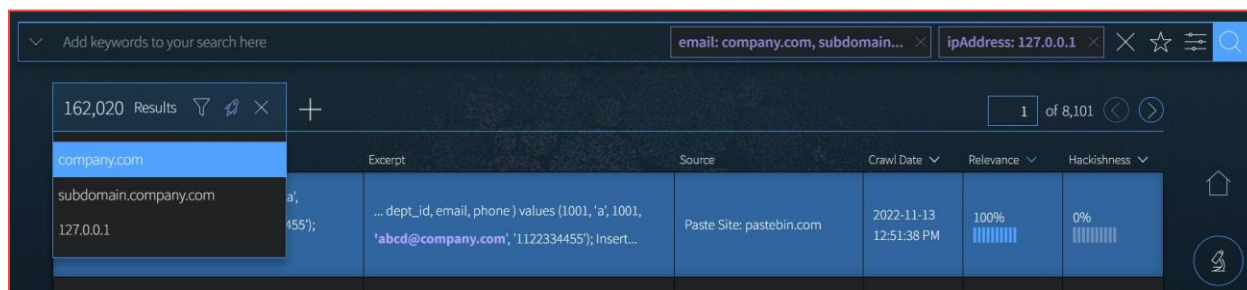 Add keywords to your search here
email: company.com, subdomain...
ipAddress: 127.0.0.1
162,020 Results
1 of 8,101
company.com
subdomain.company.com
127.0.0.1
Excerpt
Source
Crawl Date
Relevance
Hackishness
a',
455');
... dept_id, email, phone ) values (1001, 'a', 1001,
'abcd@company.com', '1122334455'); Insert...
Paste Site: pastebin.com
2022-11-13
12:51:38 PM
100%
0%